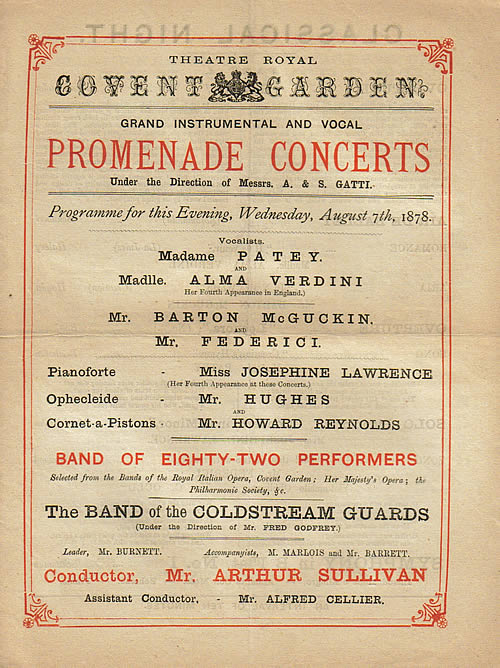 CLASSICAL NIGHT.
THEATRE ROYAL
COVENT GARDEN.
GRAND INSTRUMENTAL AND VOCAL
PROMENADE CONCERTS
Under the Direction of Messrs. A. & S. GATTI.
Programme for this Evening, Wednesday, August 7th, 1878.
Vocalists.
Madame PATEY.
AND
Madlle. ALMA VERDINI
Her Fourth Appearance in England.)
Mr. BARTON McGUCKIN.
AND
Mr. FEDERICI.
Pianoforte - Miss JOSEPHINE LAWRENCE
(Her Fourth Appearance at these Concerts.)
Ophecleide - Mr. HUGHES
AND
Cornet-a-Pistons - Mr. HOWARD REYNOLDS
BAND OF EIGHTY-TWO PERFORMERS
Selected from the Bands of the Royal Italian Opera, Covent Garden; Her Majesty's Opera; the
Philharmonic Society, &c.
The BAND of the COLDSTREAM GUARDS
(Under the Direction of Mr. FRED GODFREY.)
Leader, Mr. BURNETT. Accompanyists, M. MARLOIS and Mr. BARRETT.
Conductor, Mr. ARTHUR SULLIVAN
Assistant Conductor. - Mr. ALFRED CELLIER.